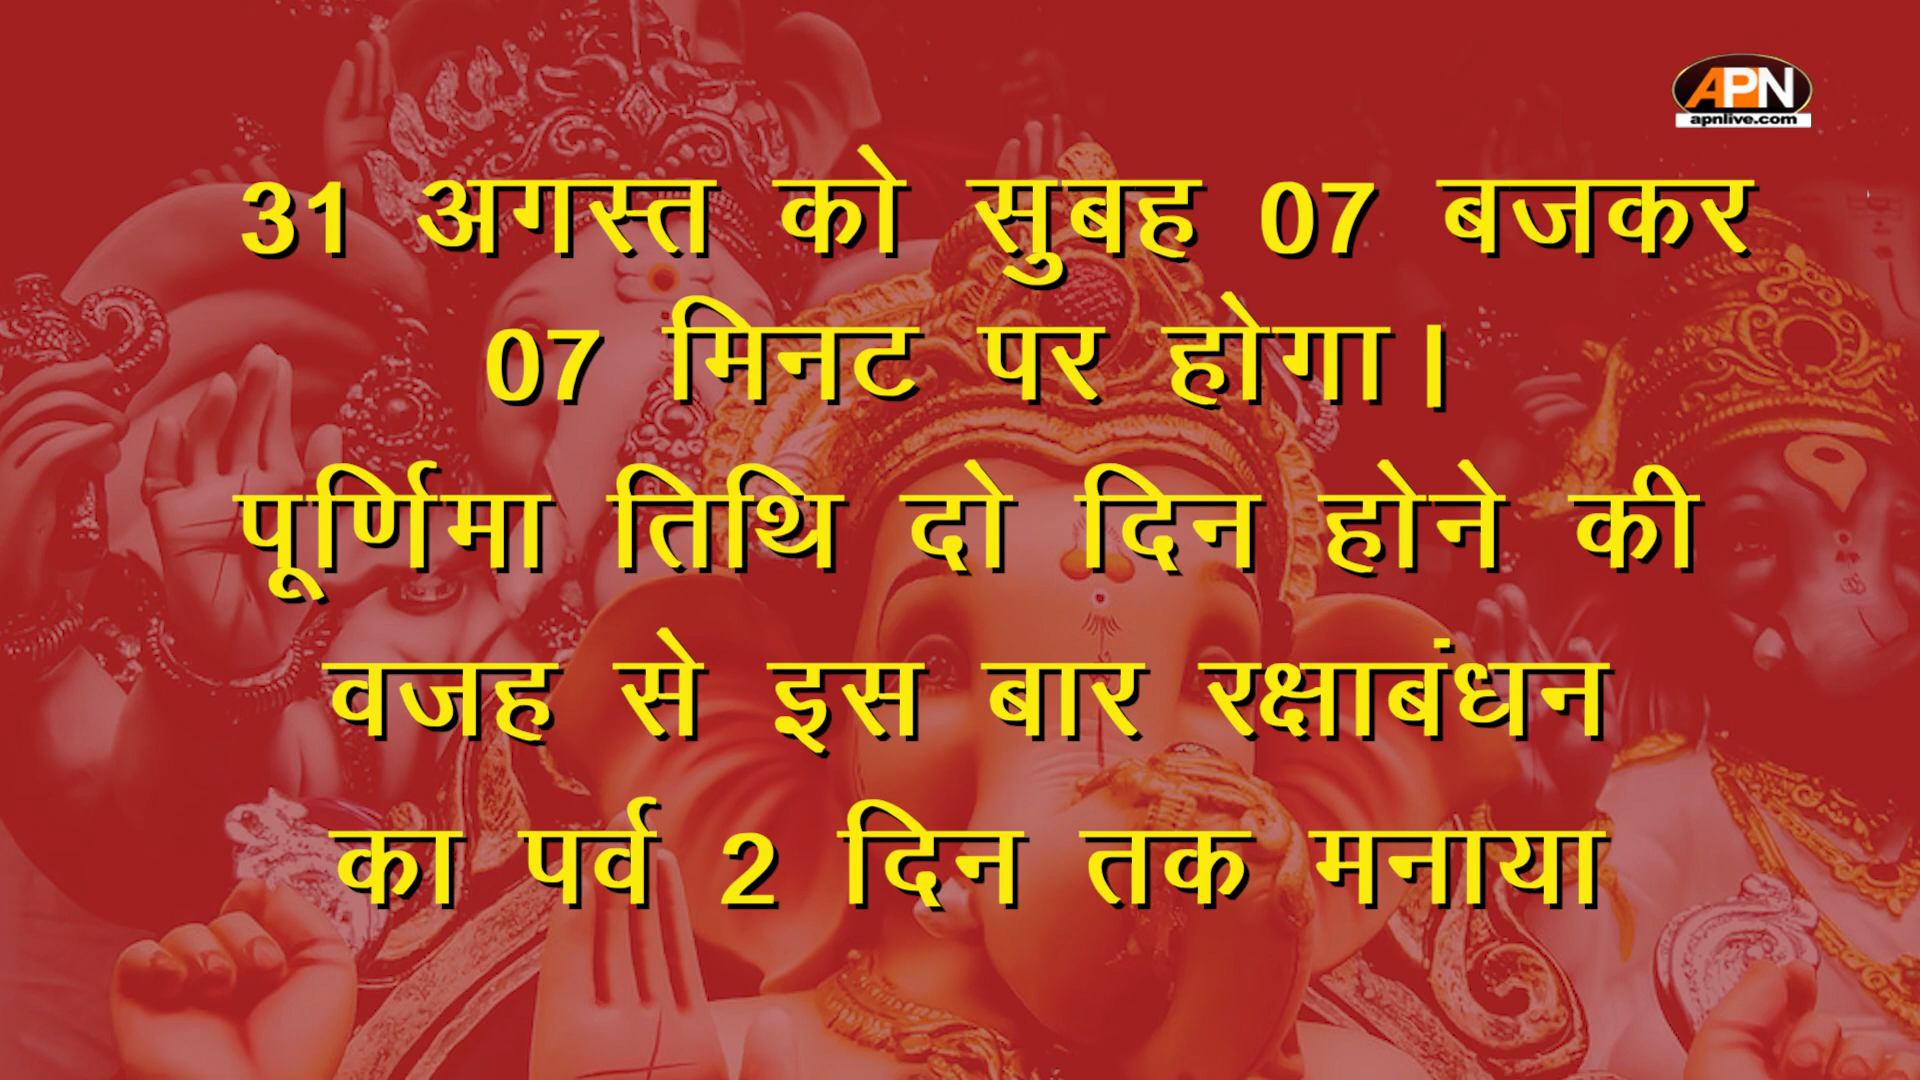 APN
apnlive.com
31 अगस्त को सुबह 07 बजकर
07 मिनट पर होगा।
पूर्णिमा तिथि दो दिन होने की
वजह से इस बार रक्षाबंधन
का पर्व 2 दिन तक मनाया